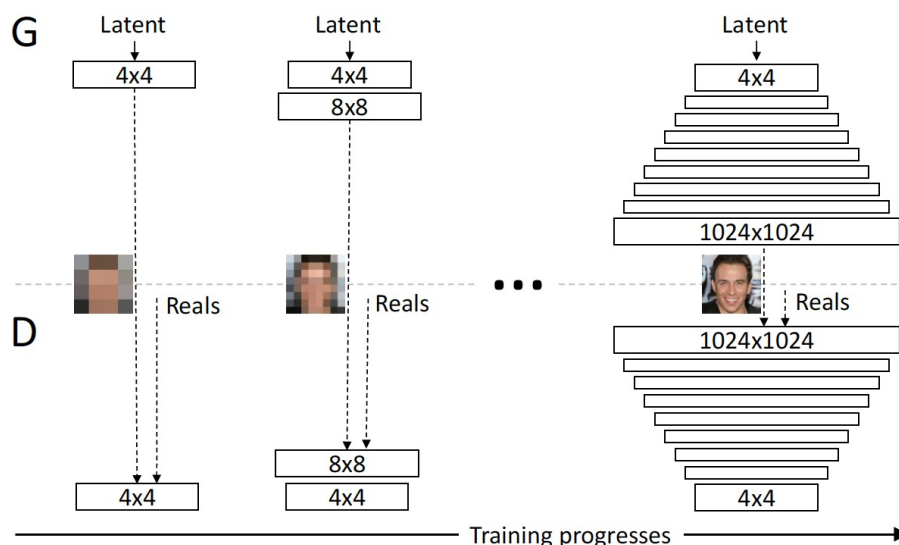 G
Latent
Latent
Latent
4x4
4x4
4x4
8x8
1024x1024
Reals
Reals
Reals
D
1024x1024
8x8
4x4
4x4
4x4
Training progresses